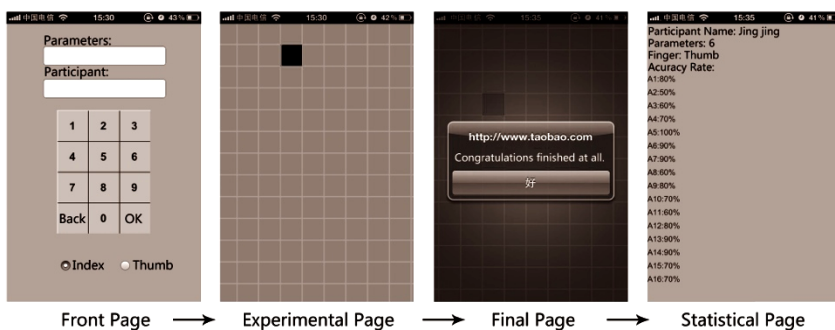 中国电信 15:30 43%
Parameters:
Participant:
1 2 3
4 5 6
7 8 9
Back 0 OK
Index Thumb
中国电信 15:30 42%
中国电信 15:35 41%
http://www.taobao.com
Congratulations finished at all.
好
中国电信 15:35 41%
Participant Name: Jing jing
Parameters: 6
Finger: Thumb
Acuracy Rate:
A1:80%
A2:50%
A3:60%
A4:70%
A5:100%
A6:90%
A7:90%
A8:60%
A9:80%
A10:70%
A11:60%
A12:80%
A13:90%
A14:90%
A15:70%
A16:70%
Front Page → Experimental Page → Final Page → Statistical Page